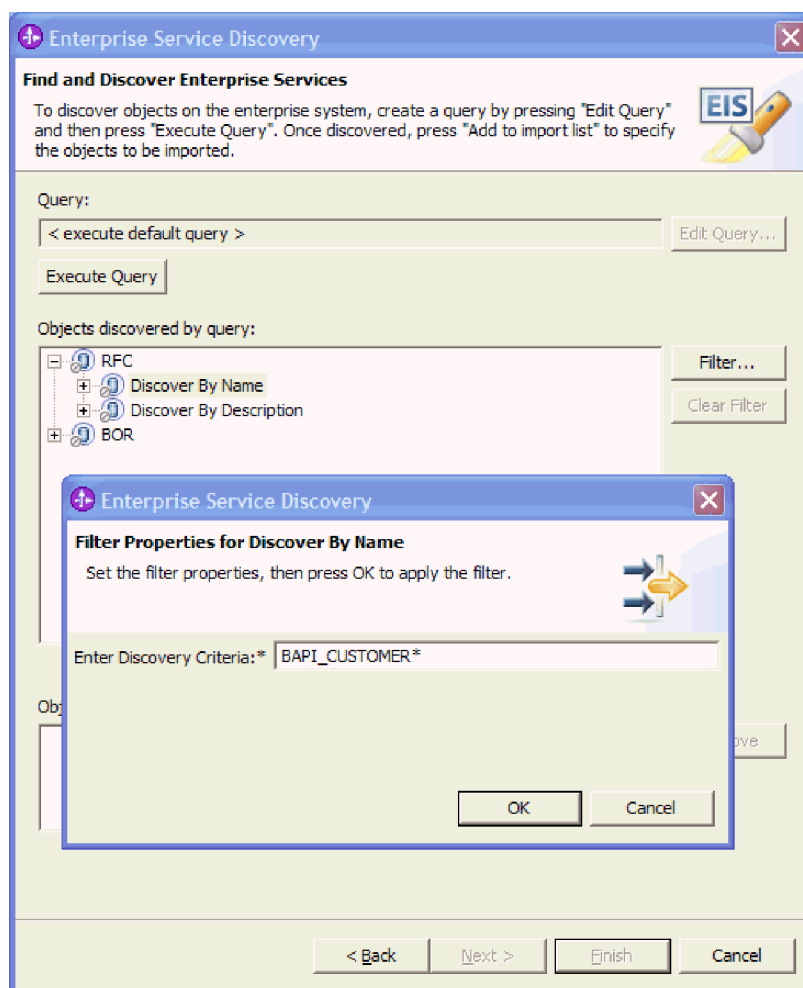 Enterprise Service Discovery
Find and Discover Enterprise Services
To discover objects on the enterprise system, create a query by pressing "Edit Query"
and then press "Execute Query". Once discovered, press "Add to import list" to specify
the objects to be imported.
EIS
Query:
< execute default query >
Edit Query...
Execute Query
Objects discovered by query:
RFC
Filter...
Discover By Name
Discover By Description
Clear Filter
BOR
Enterprise Service Discovery
Filter Properties for Discover By Name
Set the filter properties, then press OK to apply the filter.
Enter Discovery Criteria:* BAPI_CUSTOMER*
OK
Cancel
< Back
Next >
Finish
Cancel